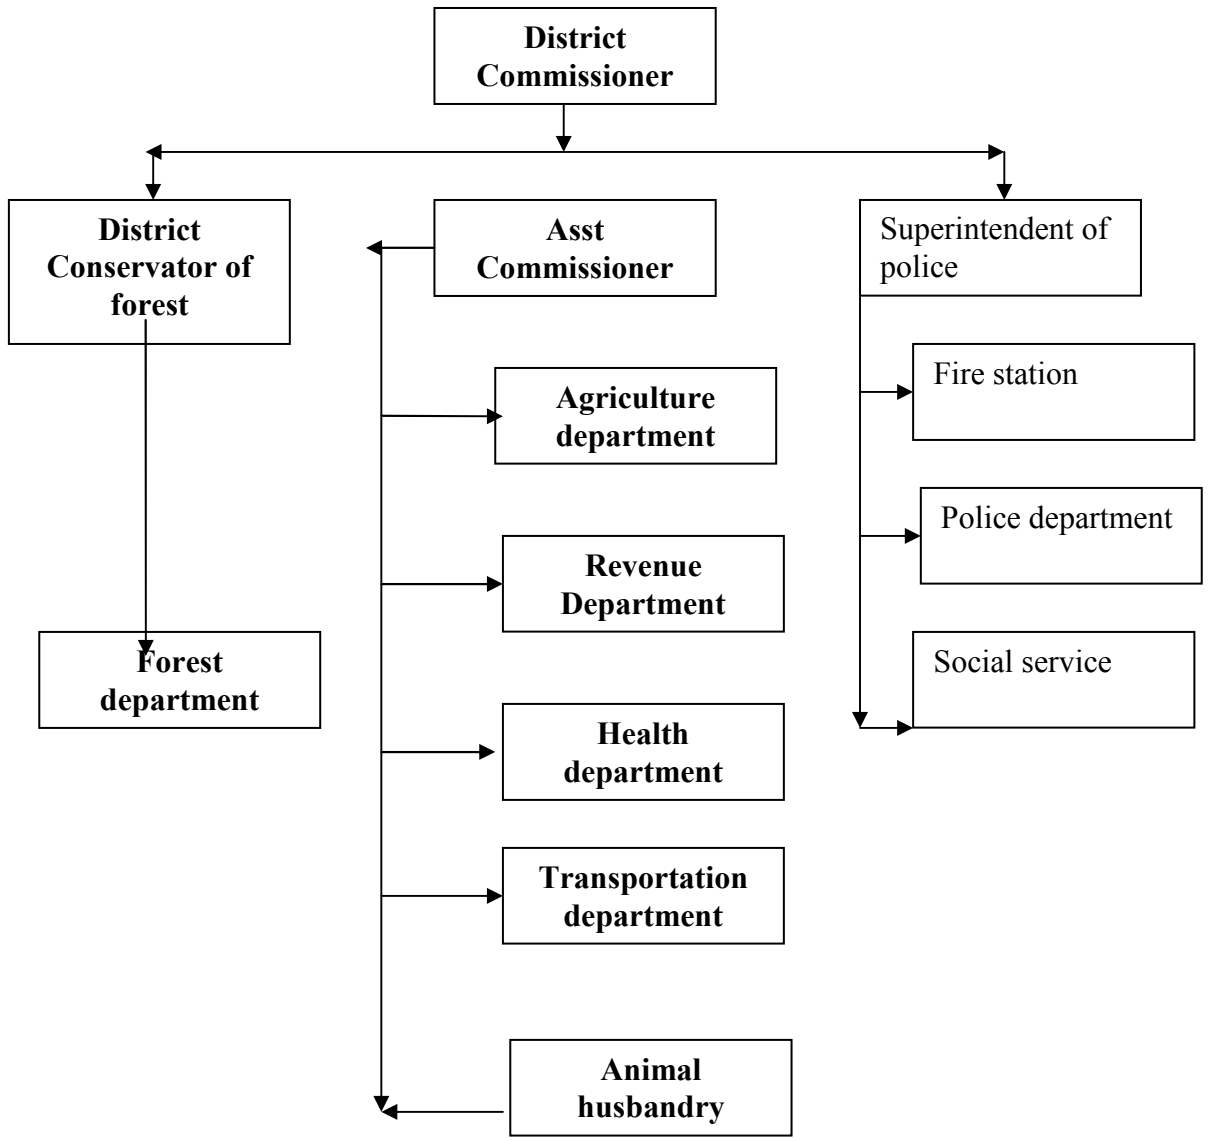 District
Commissioner
District
Conservator of
forest
Asst
Commissioner
Superintendent of
police
Fire station
Agriculture
department
Police department
Revenue
Department
Forest
department
Social service
Health
department
Transportation
department
Animal
husbandry